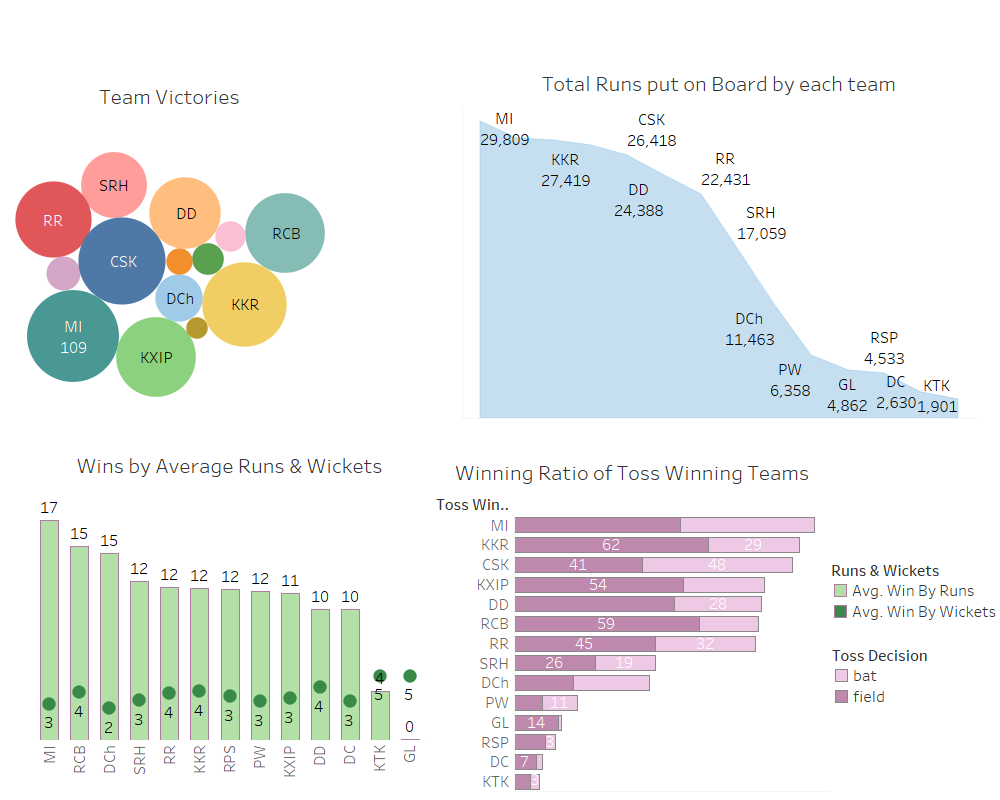 Team Victories
SRH
RR
DD
RCB
CSK
DCh
KKR
MI
109
KXIP
Total Runs put on Board by each team
MI
29,809
CSK
26,418
KKR
27,419
RR
22,431
DD
24,388
SRH
17,059
DCh
11,463
RSP
4,533
PW
6,358
GL
4,862
DC
2,630
KTK
1,901
Wins by Average Runs & Wickets
17 15 15 12 12 12 12 12 11 10 10 4 5
3 4 2 3 4 4 3 3 3 4 3 5 0
MI RCB DCh SRH RR KKR RPS PW KXIP DD DC KTK GL
Winning Ratio of Toss Winning Teams
Toss Win..
MI
KKR 62 29
CSK 41 48
KXIP 54
DD 28
RCB 59
RR 45 32
SRH 26 19
DCh
PW 11
GL 14
RSP 3
DC 7
KTK 3
Runs & Wickets
Avg. Win By Runs
Avg. Win By Wickets
Toss Decision
bat
field